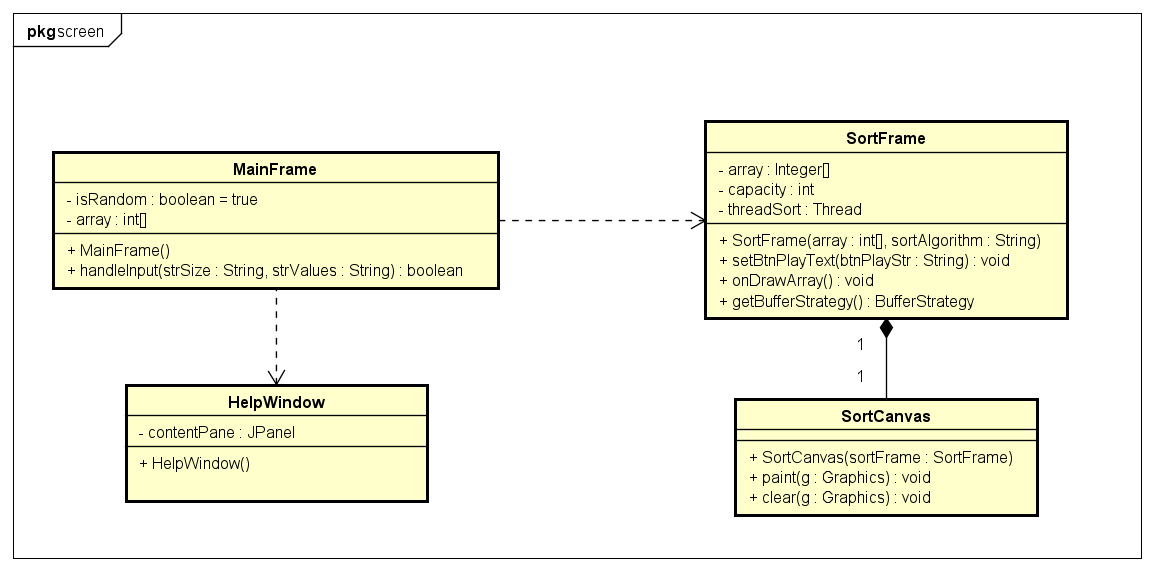 pkg screen
MainFrame
- isRandom : boolean = true
- array : int[]
+ MainFrame()
+ handleInput(strSize : String, strValues : String) : boolean
SortFrame
- array : Integer[]
- capacity : int
- threadSort : Thread
+ SortFrame(array : int[], sortAlgorithm : String)
+ setBtnPlayText(btnPlayStr : String) : void
+ onDrawArray() : void
+ getBufferStrategy() : BufferStrategy
1
1
HelpWindow
- contentPane : JPanel
+ HelpWindow()
SortCanvas
+ SortCanvas(sortFrame : SortFrame)
+ paint(g : Graphics) : void
+ clear(g : Graphics) : void